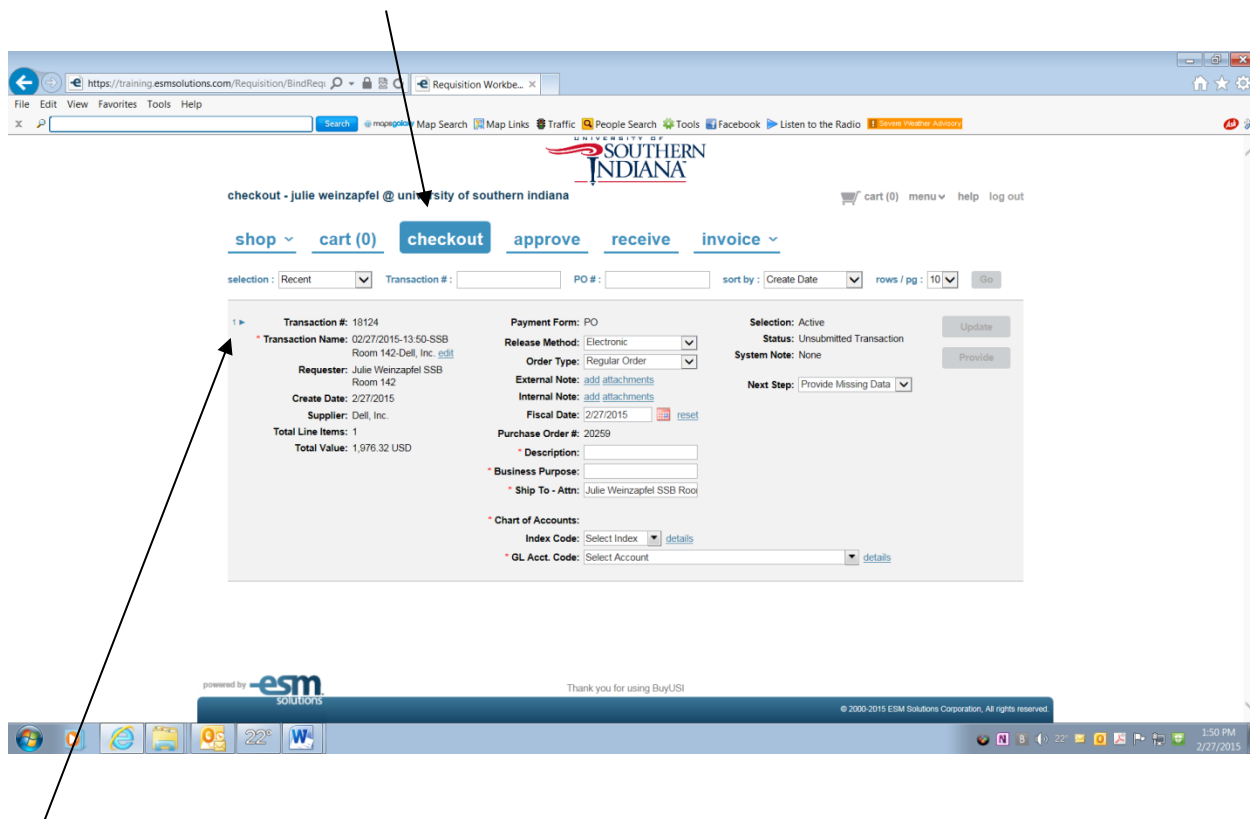 https://training.esmsolutions.com/Requisition/BindRequ
Requisition Workbe...
File Edit View Favorites Tools Help
x Search mapsgalaxy Map Search Map Links Traffic People Search Tools Facebook Listen to the Radio Severe Weather Advisory Ask
UNIVERSITY OF
SOUTHERN
INDIANA
checkout - julie weinzapfel @ university of southern indiana cart (0) menu help log out
shop cart (0) checkout approve receive invoice
selection : Recent Transaction # : PO # : sort by : Create Date rows / pg : 10 Go
1 Transaction #: 18124
* Transaction Name: 02/27/2015-13:50-SSB
Room 142-Dell, Inc. edit
Requester: Julie Weinzapfel SSB
Room 142
Create Date: 2/27/2015
Supplier: Dell, Inc.
Total Line Items: 1
Total Value: 1,976.32 USD
Payment Form: PO
Release Method: Electronic
Order Type: Regular Order
External Note: add attachments
Internal Note: add attachments
Fiscal Date: 2/27/2015 reset
Purchase Order #: 20259
* Description:
* Business Purpose:
* Ship To - Attn: Julie Weinzapfel SSB Roo
* Chart of Accounts:
Index Code: Select Index details
* GL Acct. Code: Select Account details
Selection: Active
Status: Unsubmitted Transaction
System Note: None
Next Step: Provide Missing Data
Update
Provide
powered by esm
solutions
Thank you for using BuyUSI
© 2000-2015 ESM Solutions Corporation, All rights reserved.
22° 22° 1:50 PM
2/27/2015